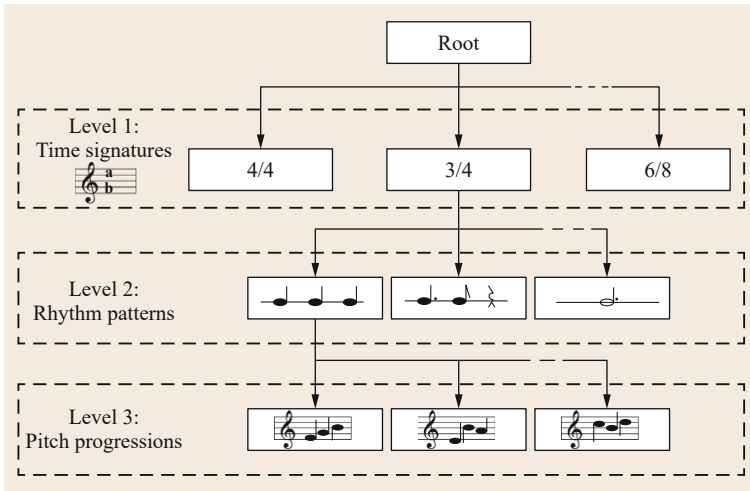 Root
Level 1:
Time signatures
a
b
4/4
3/4
6/8
Level 2:
Rhythm patterns
Level 3:
Pitch progressions